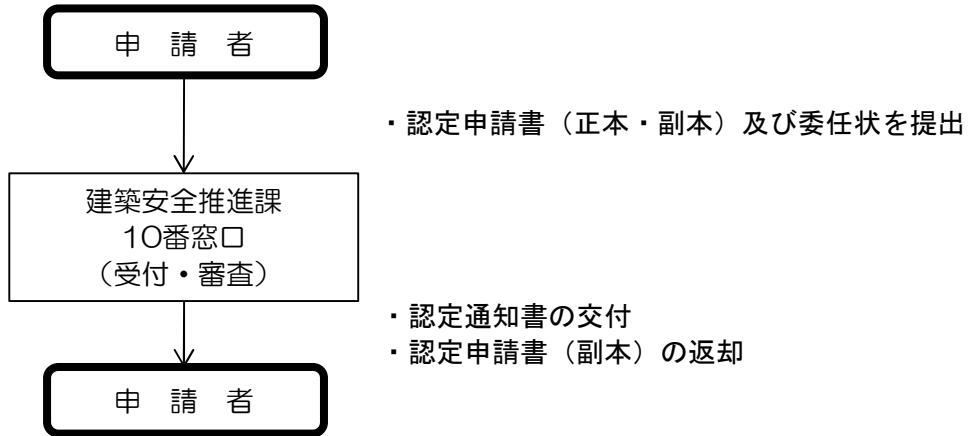 申 請 者
・認定申請書（正本・副本）及び委任状を提出
建築安全推進課
10番窓口
（受付・審査）
・認定通知書の交付
・認定申請書（副本）の返却
申 請 者